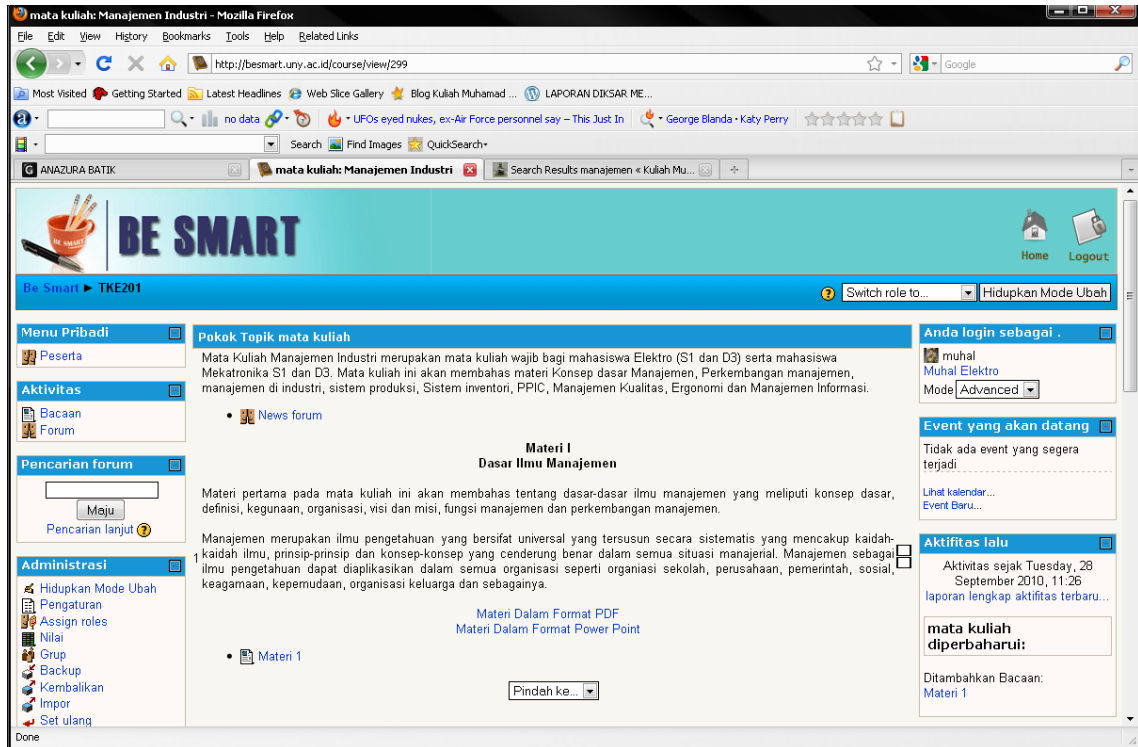 mata kuliah: Manajemen Industri - Mozilla Firefox
File Edit View History Bookmarks Tools Help Related Links
http://besmart.uny.ac.id/course/view/299
Google
Most Visited Getting Started Latest Headlines Web Slice Gallery Blog Kuliah Muhamad ... LAPORAN DIKSAR ME...
a no data UFOs eyed nukes, ex-Air Force personnel say – This Just In George Blanda • Katy Perry
Search Find Images QuickSearch
ANAZURA BATIK
mata kuliah: Manajemen Industri
Search Results manajemen « Kuliah Mu...
BE SMART
BE SMART
Home Logout
Be Smart ► TKE201
? Switch role to... Hidupkan Mode Ubah
Menu Pribadi
Peserta
Aktivitas
Bacaan
Forum
Pencarian forum
Maju
Pencarian lanjut ?
Administrasi
Hidupkan Mode Ubah
Pengaturan
Assign roles
Nilai
Grup
Backup
Kembalikan
Impor
Set ulang
Pokok Topik mata kuliah
Mata Kuliah Manajemen Industri merupakan mata kuliah wajib bagi mahasiswa Elektro (S1 dan D3) serta mahasiswa
Mekatronika S1 dan D3. Mata kuliah ini akan membahas materi Konsep dasar Manajemen, Perkembangan manajemen,
manajemen di industri, sistem produksi, Sistem inventori, PPIC, Manajemen Kualitas, Ergonomi dan Manajemen Informasi.
• News forum
1
Materi I
Dasar Ilmu Manajemen
Materi pertama pada mata kuliah ini akan membahas tentang dasar-dasar ilmu manajemen yang meliputi konsep dasar,
definisi, kegunaan, organisasi, visi dan misi, fungsi manajemen dan perkembangan manajemen.
Manajemen merupakan ilmu pengetahuan yang bersifat universal yang tersusun secara sistematis yang mencakup kaidah-
kaidah ilmu, prinsip-prinsip dan konsep-konsep yang cenderung benar dalam semua situasi manajerial. Manajemen sebagai
ilmu pengetahuan dapat diaplikasikan dalam semua organisasi seperti organiasi sekolah, perusahaan, pemerintah, sosial,
keagamaan, kepemudaan, organisasi keluarga dan sebagainya.
Materi Dalam Format PDF
Materi Dalam Format Power Point
• Materi 1
Pindah ke...
Anda login sebagai .
muhal
Muhal Elektro
Mode Advanced
Event yang akan datang
Tidak ada event yang segera
terjadi
Lihat kalendar...
Event Baru...
Aktifitas lalu
Aktivitas sejak Tuesday, 28
September 2010, 11:26
laporan lengkap aktifitas terbaru...
mata kuliah
diperbaharui:
Ditambahkan Bacaan:
Materi 1
Done